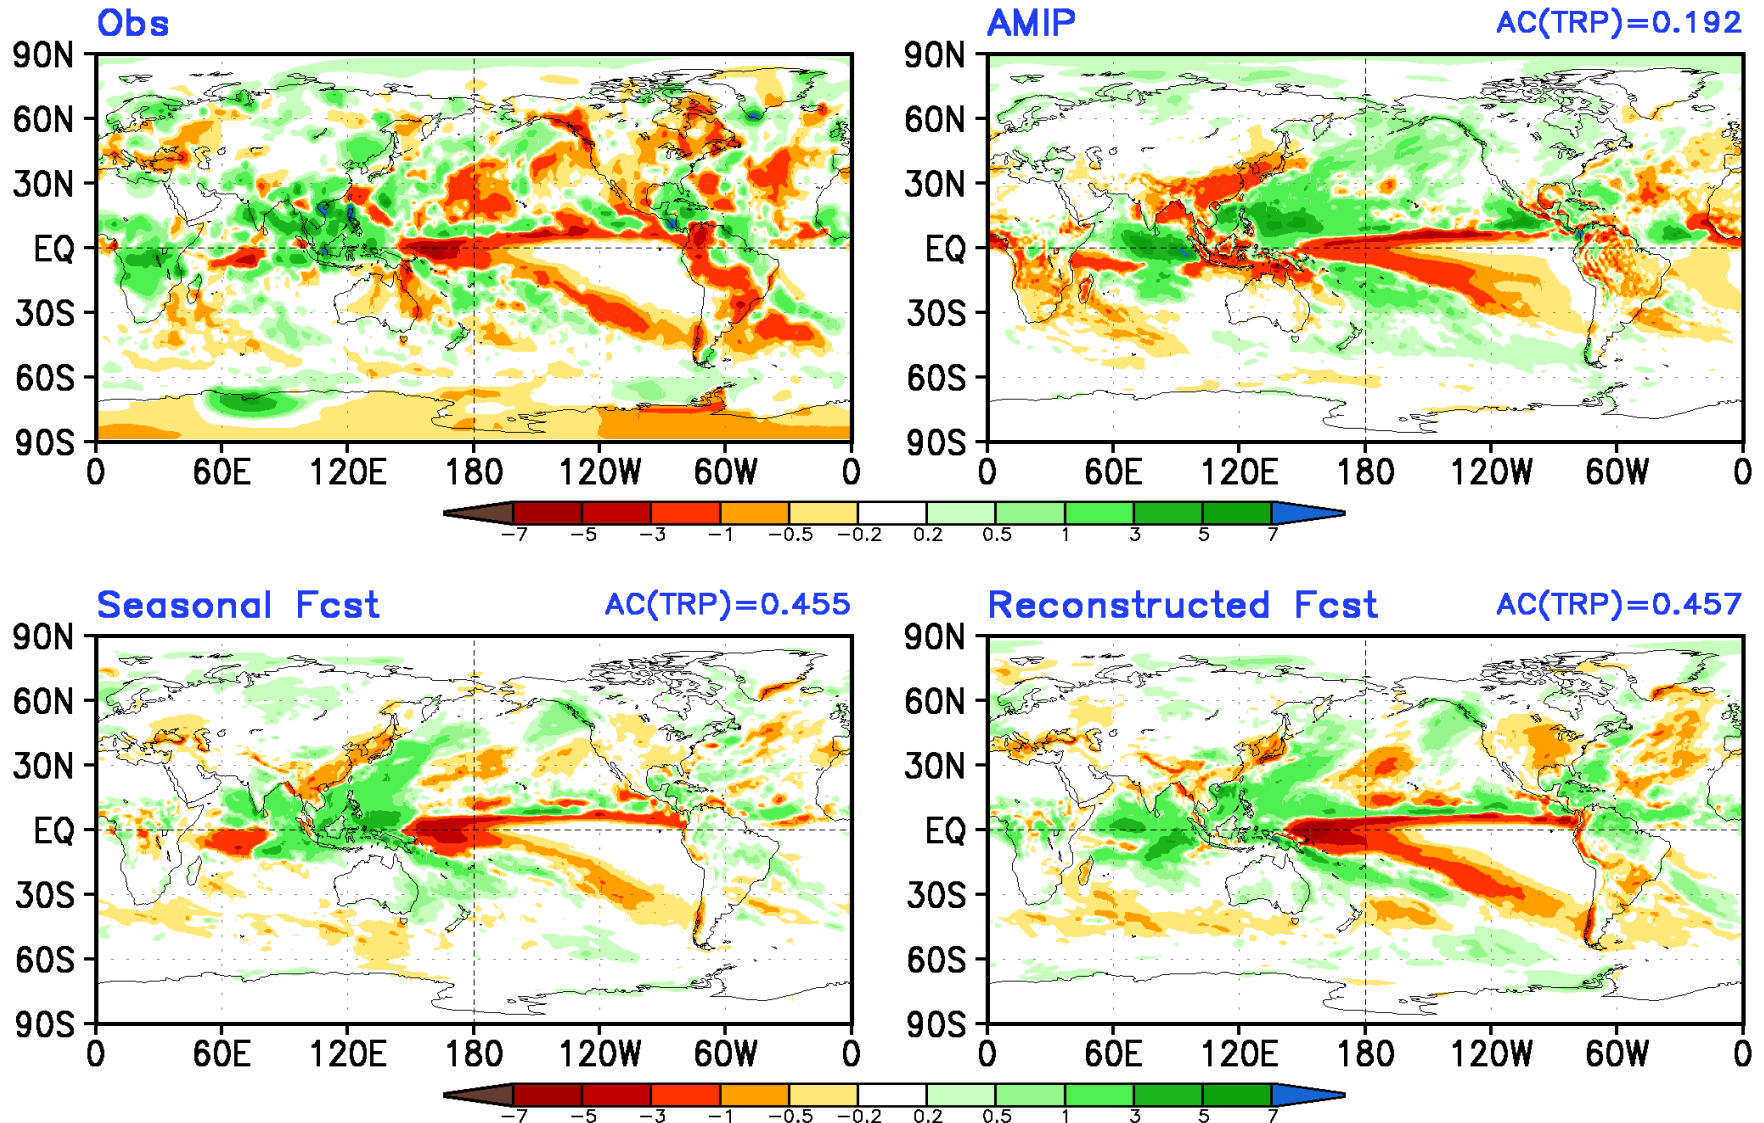 Obs
AMIP AC(TRP)=0.192
90N 90N
60N 60N
30N 30N
EQ EQ
30S 30S
60S 60S
90S 90S
0 60E 120E 180 120W 60W 0 0 60E 120E 180 120W 60W 0
-7 -5 -3 -1 -0.5 -0.2 0.2 0.5 1 3 5 7
Seasonal Fcst AC(TRP)=0.455 Reconstructed Fcst AC(TRP)=0.457
90N 90N
60N 60N
30N 30N
EQ EQ
30S 30S
60S 60S
90S 90S
0 60E 120E 180 120W 60W 0 0 60E 120E 180 120W 60W 0
-7 -5 -3 -1 -0.5 -0.2 0.2 0.5 1 3 5 7